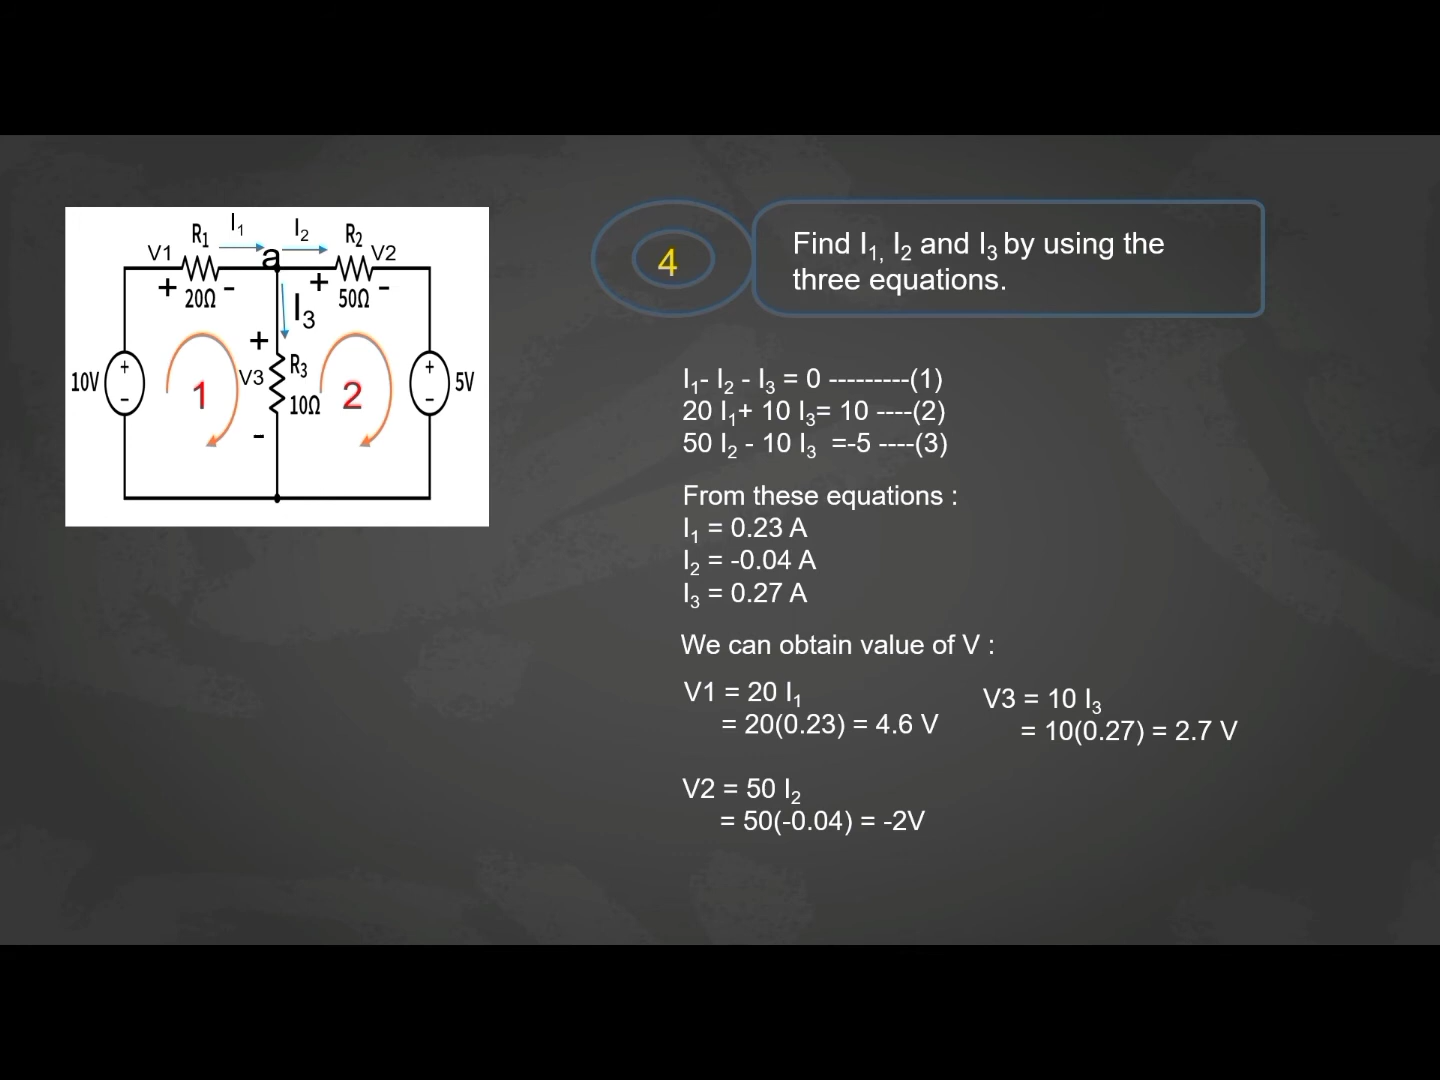 R₁ I₁ I₂ R₂
V1 a V2
+ 20Ω - + 50Ω -
I₃
+
10V + - 1 V3 R₃ 10Ω 2 + - 5V
-
4
Find I₁, I₂ and I₃ by using the
three equations.
I₁- I₂ - I₃ = 0 ---------(1)
20 I₁+ 10 I₃= 10 ----(2)
50 I₂ - 10 I₃ =-5 ----(3)
From these equations :
I₁ = 0.23 A
I₂ = -0.04 A
I₃ = 0.27 A
We can obtain value of V :
V1 = 20 I₁
= 20(0.23) = 4.6 V
V3 = 10 I₃
= 10(0.27) = 2.7 V
V2 = 50 I₂
= 50(-0.04) = -2V